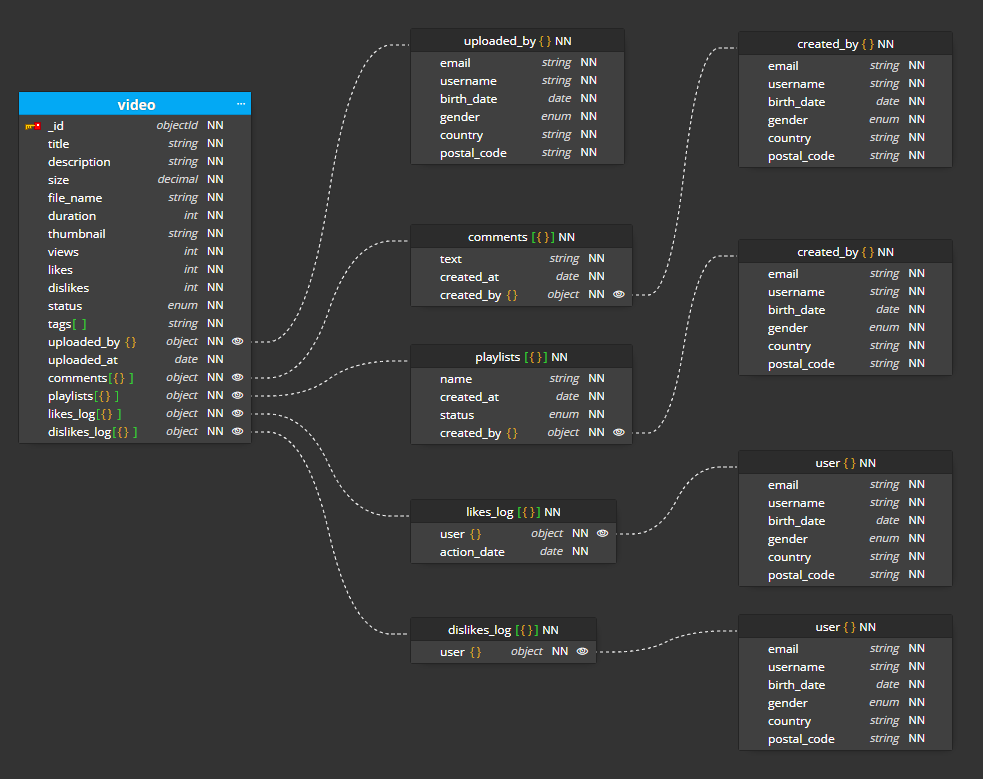 video ...
_id objectId NN
title string NN
description string NN
size decimal NN
file_name string NN
duration int NN
thumbnail string NN
views int NN
likes int NN
dislikes int NN
status enum NN
tags[ ] string NN
uploaded_by {} object NN
uploaded_at date NN
comments[{} ] object NN
playlists[{} ] object NN
likes_log[{} ] object NN
dislikes_log[{} ] object NN
uploaded_by {} NN
email string NN
username string NN
birth_date date NN
gender enum NN
country string NN
postal_code string NN
comments [{}] NN
text string NN
created_at date NN
created_by {} object NN
playlists [{}] NN
name string NN
created_at date NN
status enum NN
created_by {} object NN
likes_log [{}] NN
user {} object NN
action_date date NN
dislikes_log [{}] NN
user {} object NN
created_by {} NN
email string NN
username string NN
birth_date date NN
gender enum NN
country string NN
postal_code string NN
created_by {} NN
email string NN
username string NN
birth_date date NN
gender enum NN
country string NN
postal_code string NN
user {} NN
email string NN
username string NN
birth_date date NN
gender enum NN
country string NN
postal_code string NN
user {} NN
email string NN
username string NN
birth_date date NN
gender enum NN
country string NN
postal_code string NN